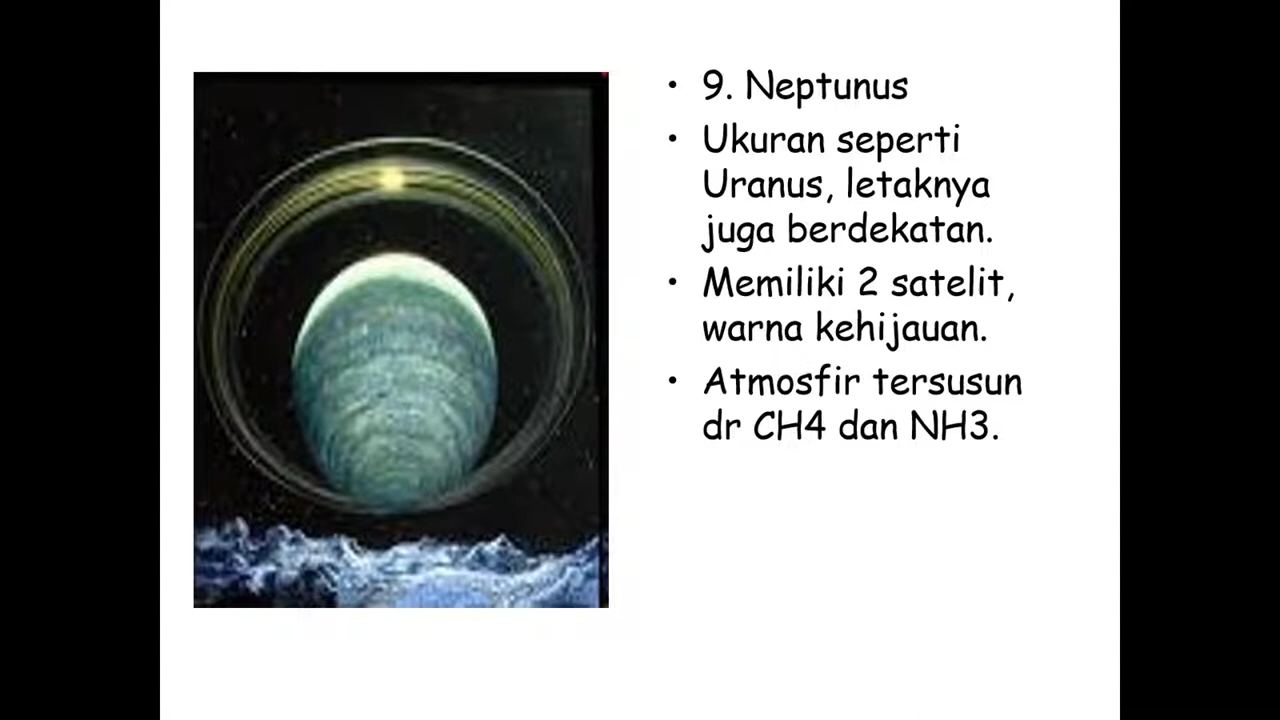 • 9. Neptunus
• Ukuran seperti
Uranus, letaknya
juga berdekatan.
• Memiliki 2 satelit,
warna kehijauan.
• Atmosfir tersusun
dr CH4 dan NH3.